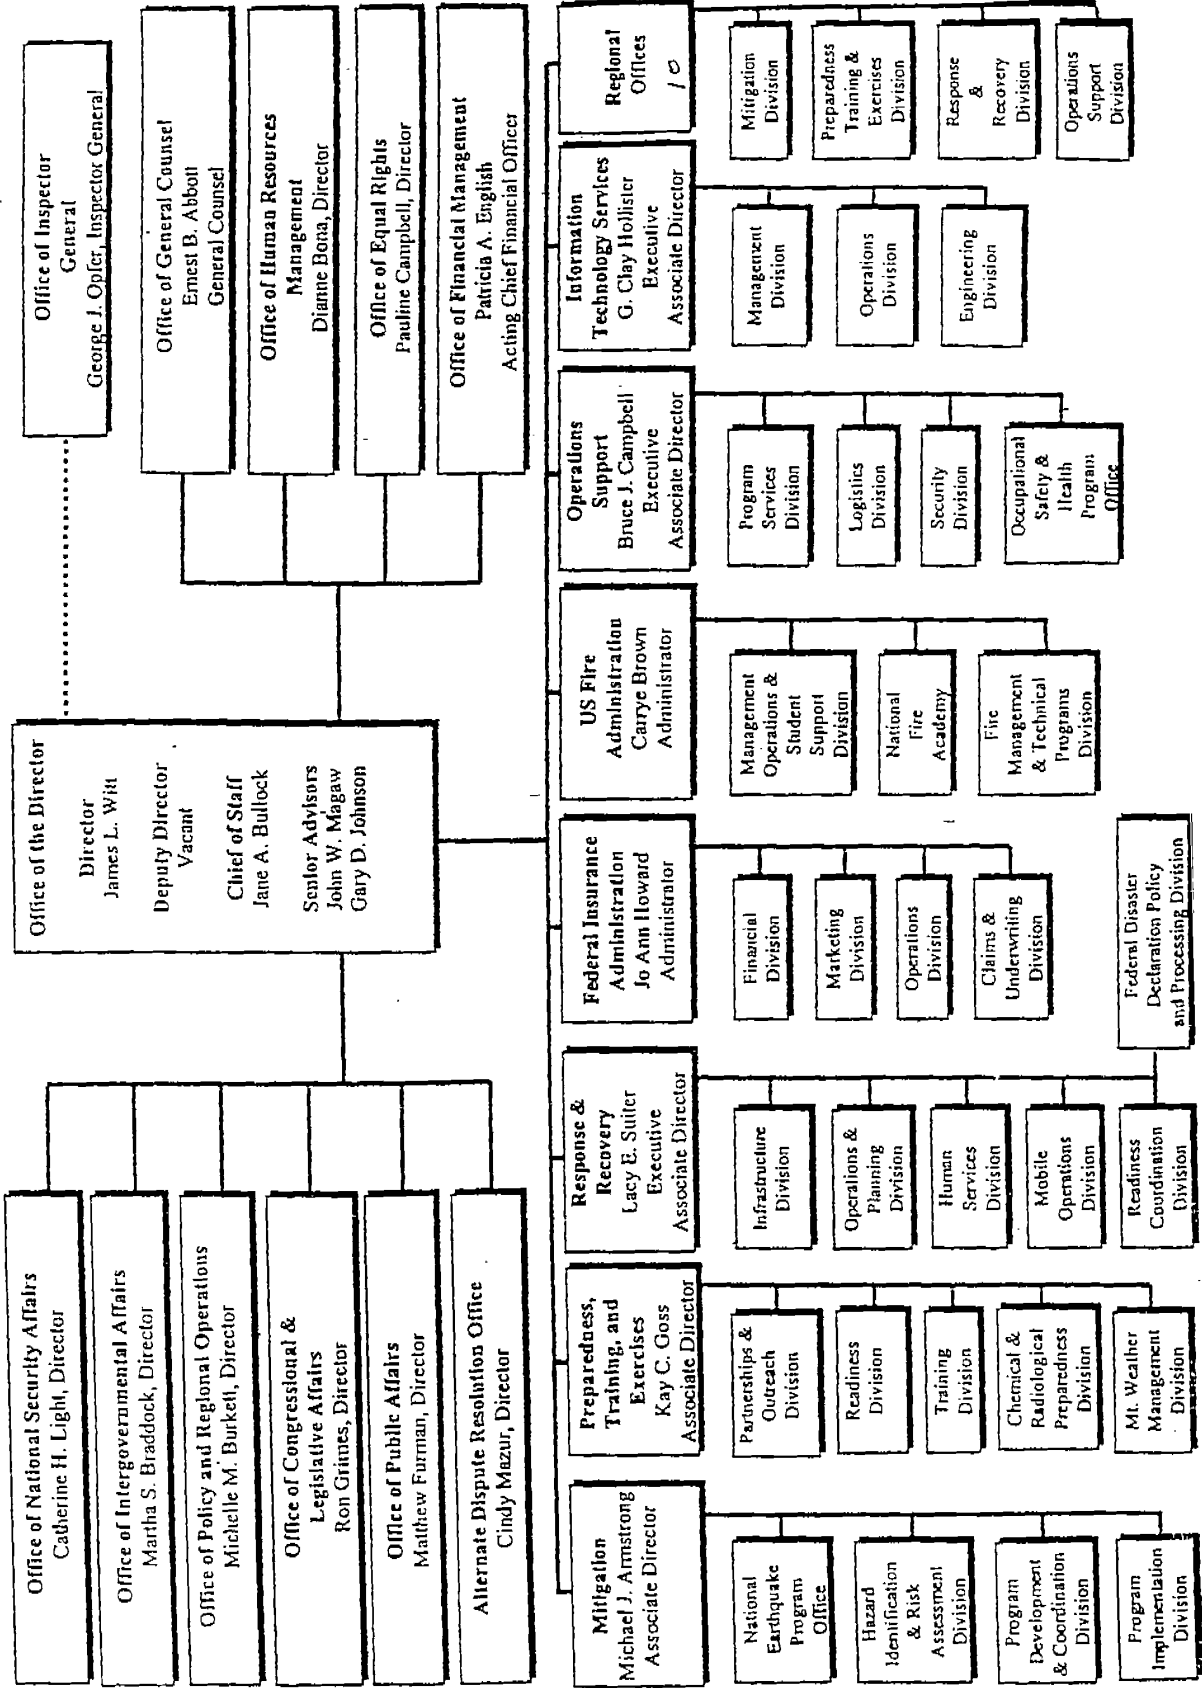 Office of the Director
Director
James L. Witt
Deputy Director
Vacant
Chief of Staff
Jane A. Bullock
Senior Advisors
John W. Magaw
Gary D. Johnson
Office of Inspector
General
George J. Opfer, Inspector General
Office of National Security Affairs
Catherine H. Light, Director
Office of Intergovernmental Affairs
Martha S. Braddock, Director
Office of Policy and Regional Operations
Michelle M. Burkett, Director
Office of Congressional &
Legislative Affairs
Ron Grimes, Director
Office of Public Affairs
Matthew Furman, Director
Alternate Dispute Resolution Office
Cindy Mazur, Director
Office of General Counsel
Ernest B. Abbott
General Counsel
Office of Human Resources
Management
Dianne Bona, Director
Office of Equal Rights
Pauline Campbell, Director
Office of Financial Management
Patricia A. English
Acting Chief Financial Officer
Mitigation
Michael J. Armstrong
Associate Director
National
Earthquake
Program
Office
Hazard
Identification
& Risk
Assessment
Division
Program
Development
& Coordination
Division
Program
Implementation
Division
Preparedness,
Training, and
Exercises
Kay C. Goss
Associate Director
Partnerships &
Outreach
Division
Readiness
Division
Training
Division
Chemical &
Radiological
Preparedness
Division
Mt. Weather
Management
Division
Response &
Recovery
Lacy E. Suiter
Executive
Associate Director
Infrastructure
Division
Operations &
Planning
Division
Human
Services
Division
Mobile
Operations
Division
Readiness
Coordination
Division
Federal Disaster
Declaration Policy
and Processing Division
Federal Insurance
Administration
Jo Ann Howard
Administrator
Financial
Division
Marketing
Division
Operations
Division
Claims &
Underwriting
Division
US Fire
Administration
Carrye Brown
Administrator
Management
Operations &
Student
Support
Division
National
Fire
Academy
Fire
Management
& Technical
Programs
Division
Operations
Support
Bruce J. Campbell
Executive
Associate Director
Program
Services
Division
Logistics
Division
Security
Division
Occupational
Safety &
Health
Program
Office
Information
Technology Services
G. Clay Hollister
Executive
Associate Director
Management
Division
Operations
Division
Engineering
Division
Regional
Offices
10
Mitigation
Division
Preparedness
Training &
Exercises
Division
Response
&
Recovery
Division
Operations
Support
Division